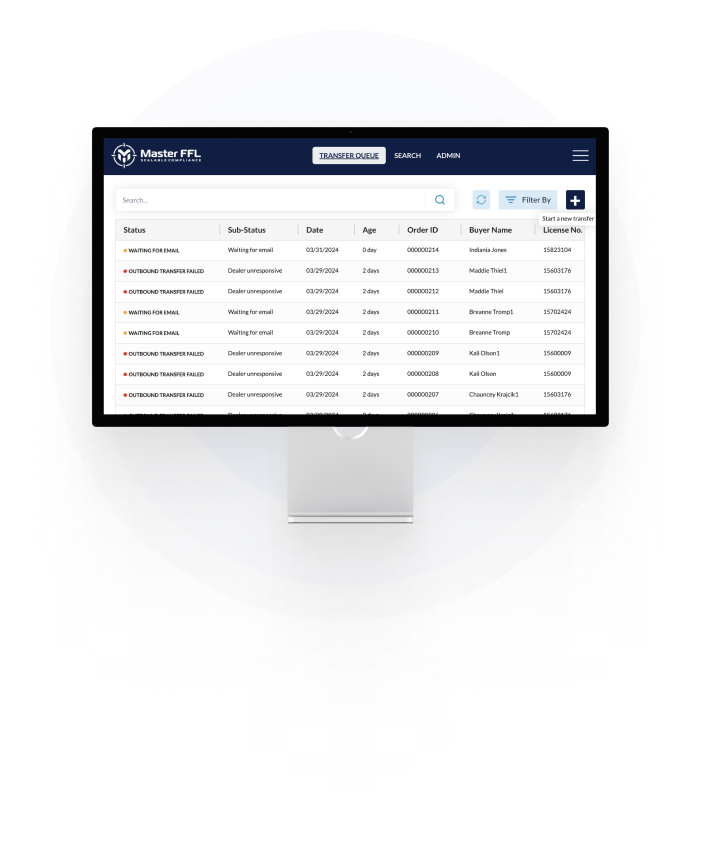 Master FFL
SCALABLE COMPLIANCE
TRANSFER QUEUE SEARCH ADMIN
Search...
Filter By
Start a new transfer
Status Sub-Status Date Age Order ID Buyer Name License No.
WAITING FOR EMAIL Waiting for email 03/31/2024 0 day 000000214 Indiania Jones 15823104
OUTBOUND TRANSFER FAILED Dealer unresponsive 03/29/2024 2 days 000000213 Maddie Thiel1 15603176
OUTBOUND TRANSFER FAILED Dealer unresponsive 03/29/2024 2 days 000000212 Maddie Thiel 15603176
WAITING FOR EMAIL Waiting for email 03/29/2024 2 days 000000211 Breanne Tromp1 15702424
WAITING FOR EMAIL Waiting for email 03/29/2024 2 days 000000210 Breanne Tromp 15702424
OUTBOUND TRANSFER FAILED Dealer unresponsive 03/29/2024 2 days 000000209 Kali Olson1 15600009
OUTBOUND TRANSFER FAILED Dealer unresponsive 03/29/2024 2 days 000000208 Kali Olson 15600009
OUTBOUND TRANSFER FAILED Dealer unresponsive 03/29/2024 2 days 000000207 Chauncey Krajcik1 15603176